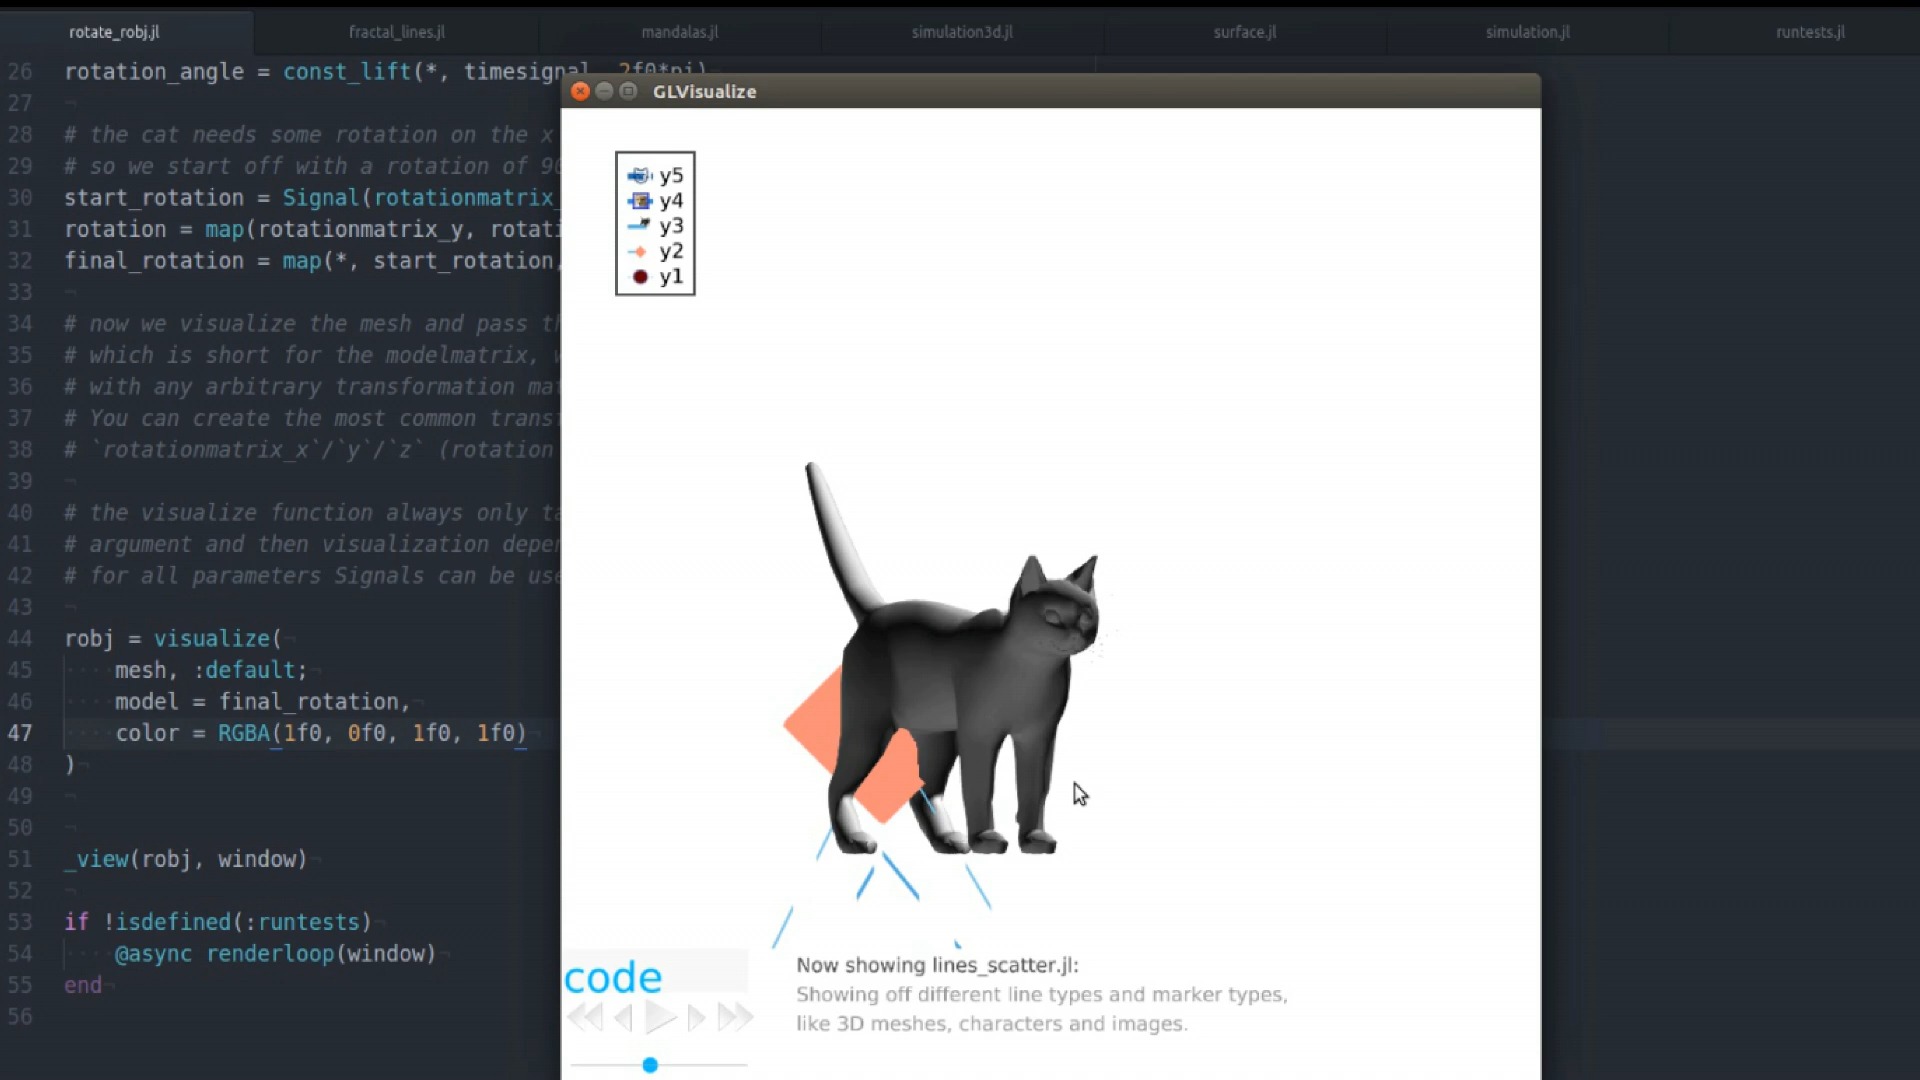 rotate_robj.jl
fractal_lines.jl
mandalas.jl
simulation3d.jl
surface.jl
simulation.jl
runtests.jl
26 rotation_angle = const_lift(*, timesignal, 2f0*pi)
27
28 # the cat needs some rotation on the x
29 # so we start off with a rotation of 90
30 start_rotation = Signal(rotationmatrix_
31 rotation = map(rotationmatrix_y, rotati
32 final_rotation = map(*, start_rotation,
33
34 # now we visualize the mesh and pass th
35 # which is short for the modelmatrix, w
36 # with any arbitrary transformation mat
37 # You can create the most common transf
38 # `rotationmatrix_x`/`y`/`z` (rotation
39
40 # the visualize function always only ta
41 # argument and then visualization depen
42 # for all parameters Signals can be use
43
44 robj = visualize(
45 mesh, :default;
46 model = final_rotation,
47 color = RGBA(1f0, 0f0, 1f0, 1f0)
48 )
49
50
51 _view(robj, window)
52
53 if !isdefined(:runtests)
54 @async renderloop(window)
55 end
56
GLVisualize
y5
y4
y3
y2
y1
code
Now showing lines_scatter.jl:
Showing off different line types and marker types,
like 3D meshes, characters and images.